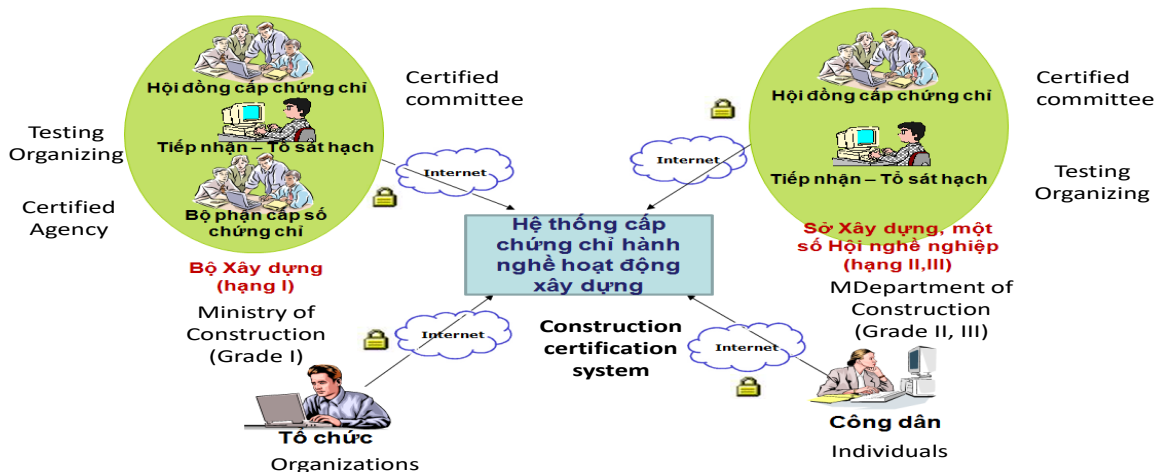 Hội đồng cấp chứng chỉ
Tiếp nhận – Tổ sát hạch
Bộ phận cấp số
chứng chỉ
Certified
committee
Testing
Organizing
Certified
Agency
Bộ Xây dựng
(hạng I)
Ministry of
Construction
(Grade I)
Internet
Internet
Hệ thống cấp
chứng chỉ hành
nghề hoạt động
xây dựng
Construction
certification
system
Internet
Internet
Hội đồng cấp chứng chỉ
Tiếp nhận – Tổ sát hạch
Certified
committee
Testing
Organizing
Sở Xây dựng, một
số Hội nghề nghiệp
(hạng II,III)
MDepartment of
Construction
(Grade II, III)
Tổ chức
Organizations
Công dân
Individuals